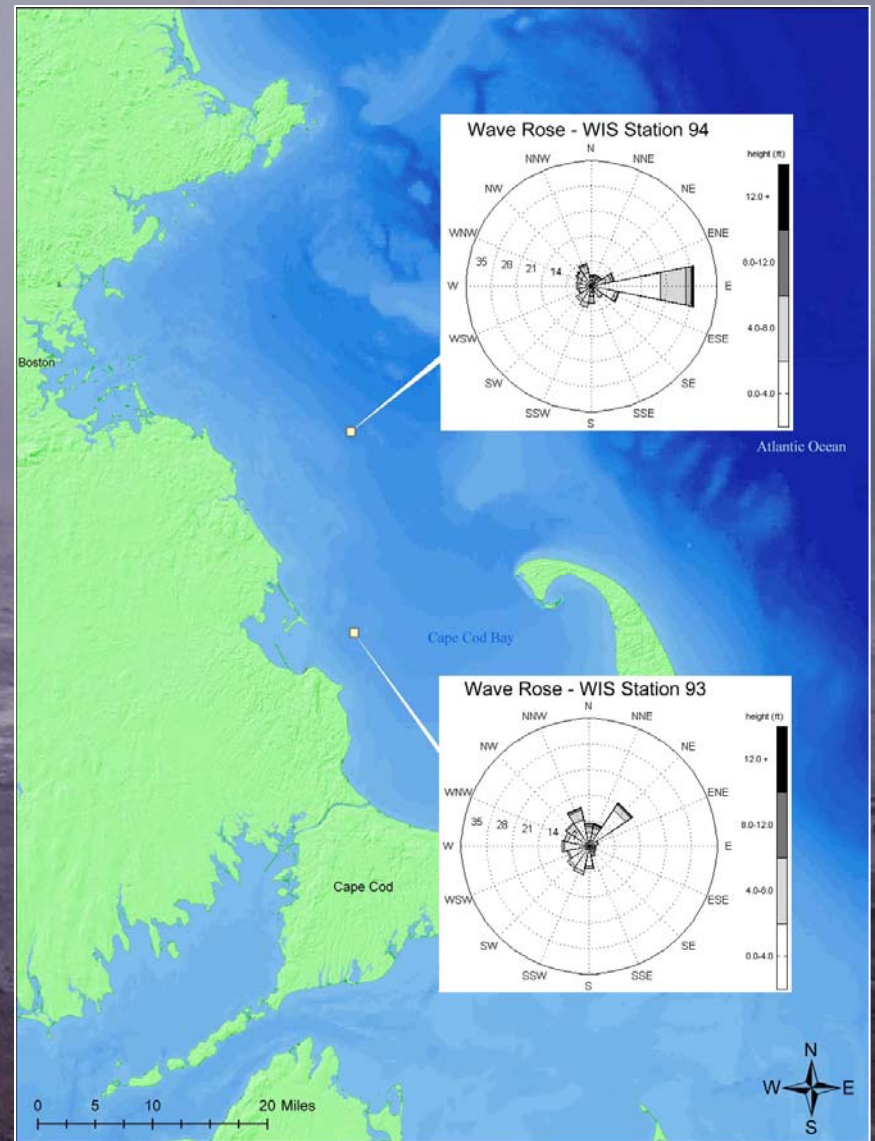 Wave Rose - WIS Station 94
N
NNW
NNE
height (ft)
NW
NE
12.0 +
WNW
ENE
35
28
21
14
8.0-12.0
W
E
4.0-8.0
WSW
ESE
SW
SE
0.0-4.0
SSW
SSE
S
Boston
Atlantic Ocean
Cape Cod Bay
Wave Rose - WIS Station 93
N
NNW
NNE
height (ft)
NW
NE
12.0 +
WNW
ENE
35
28
21
14
8.0-12.0
W
E
4.0-8.0
WSW
ESE
SW
SE
0.0-4.0
SSW
SSE
S
Cape Cod
0 5 10 20 Miles
N
W E
S